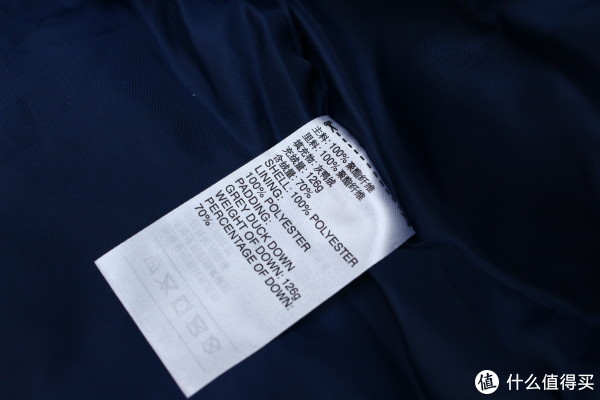 主料: 100% 聚酯纤维
里料: 100% 聚酯纤维
充绒量: 126g
填充物: 灰鸭绒
含绒量: 70%
SHELL: 100% POLYESTER
LINING:
100% POLYESTER
PADDING:
GREY DUCK DOWN
WEIGHT OF DOWN: 126g
PERCENTAGE OF DOWN:
70%
值 什么值得买